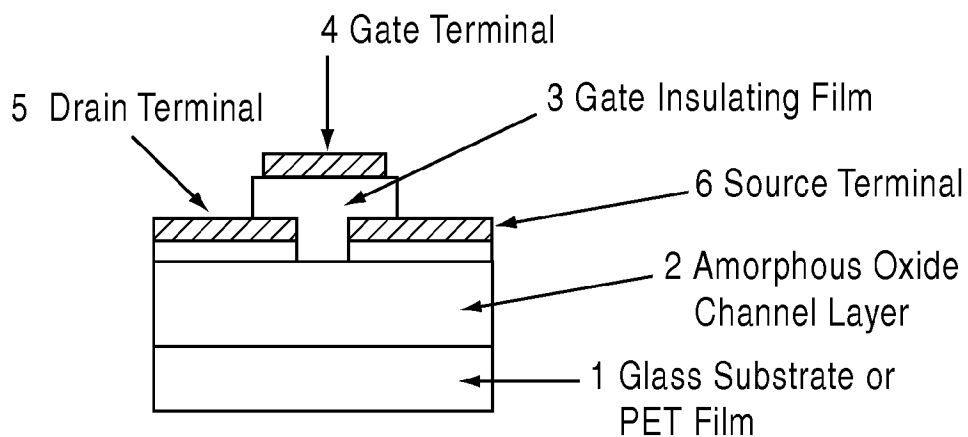 4 Gate Terminal
5 Drain Terminal
3 Gate Insulating Film
6 Source Terminal
2 Amorphous Oxide
Channel Layer
1 Glass Substrate or
PET Film